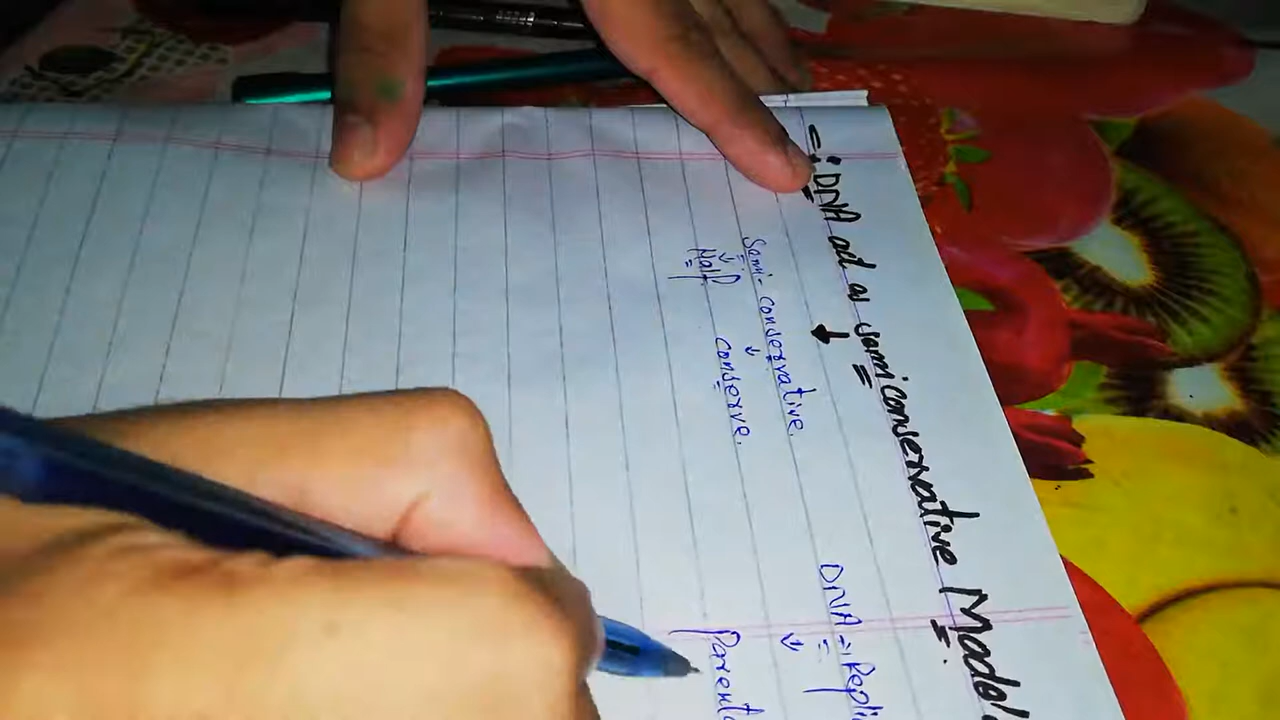 =: DNA act as semiconservative Model
Semi-conservative.
Half conserve.
DNA =: Repli
Parent